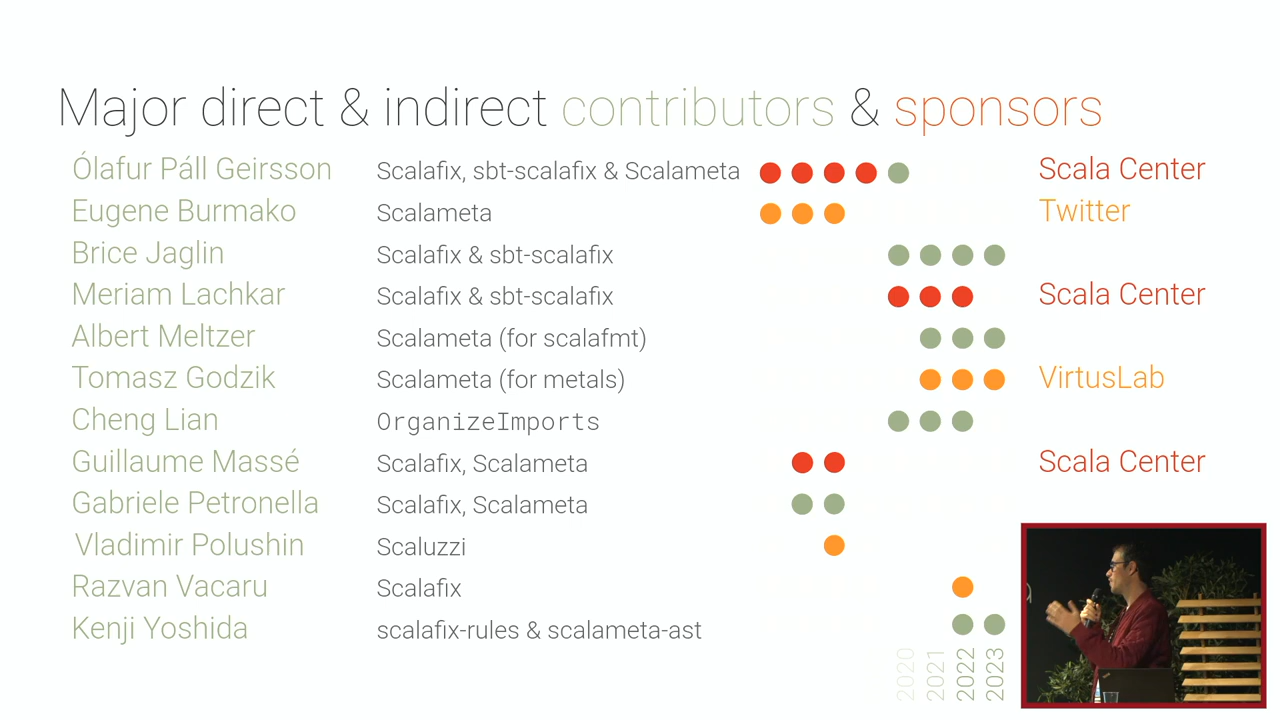 Major direct & indirect contributors & sponsors
Ólafur Páll Geirsson Scalafix, sbt-scalafix & Scalameta Scala Center
Eugene Burmako Scalameta Twitter
Brice Jaglin Scalafix & sbt-scalafix
Meriam Lachkar Scalafix & sbt-scalafix Scala Center
Albert Meltzer Scalameta (for scalafmt)
Tomasz Godzik Scalameta (for metals) VirtusLab
Cheng Lian OrganizeImports
Guillaume Massé Scalafix, Scalameta Scala Center
Gabriele Petronella Scalafix, Scalameta
Vladimir Polushin Scaluzzi
Razvan Vacaru Scalafix
Kenji Yoshida scalafix-rules & scalameta-ast
2020 2021 2022 2023